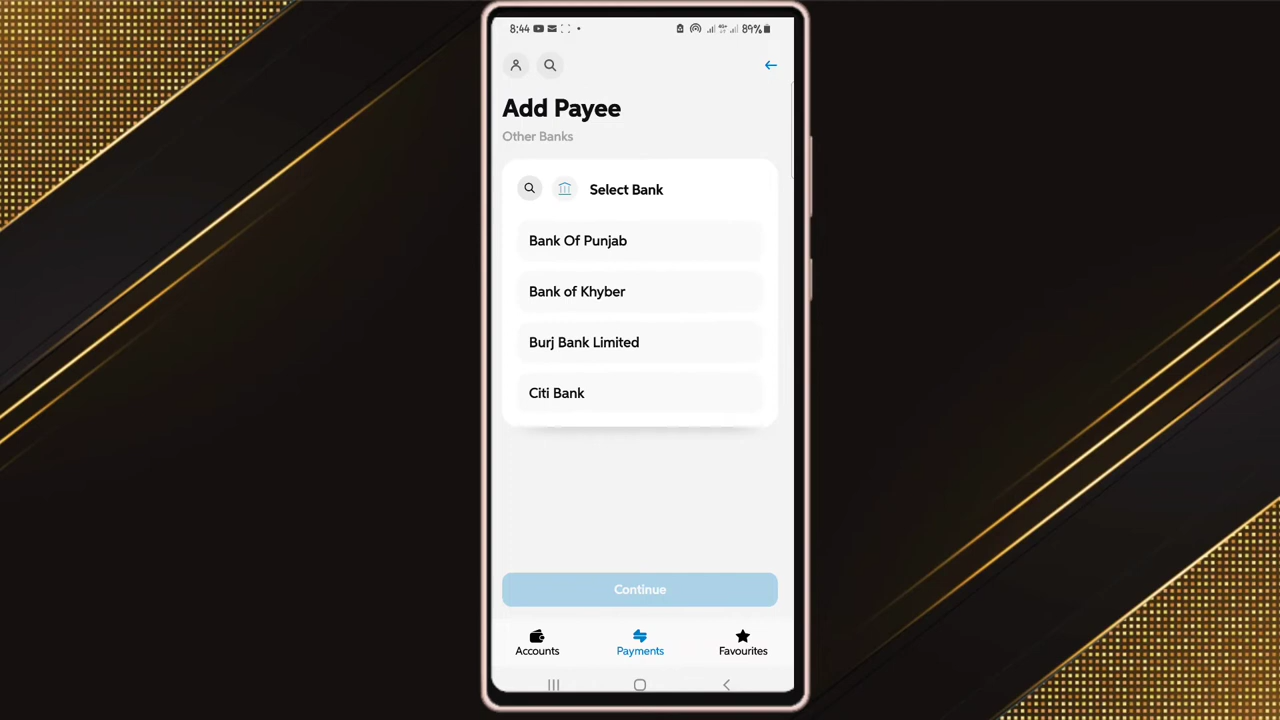 8:44
89%
Add Payee
Other Banks
Select Bank
Bank Of Punjab
Bank of Khyber
Burj Bank Limited
Citi Bank
Continue
Accounts Payments Favourites